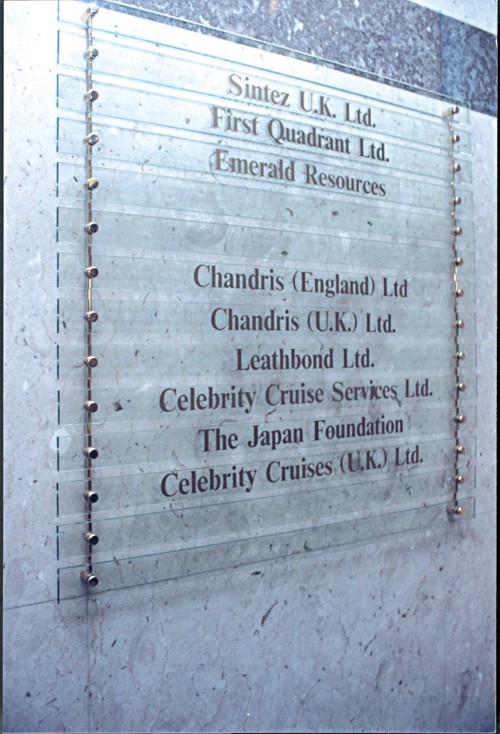 Sintez U.K. Ltd.
First Quadrant Ltd.
Emerald Resources
Chandris (England) Ltd
Chandris (U.K.) Ltd.
Leathbond Ltd.
Celebrity Cruise Services Ltd.
The Japan Foundation
Celebrity Cruises (U.K.) Ltd.